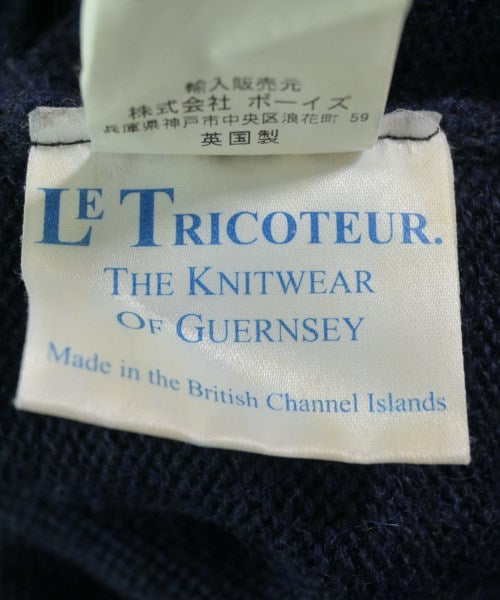 輸入販売元
株式会社 ボーイズ
兵庫県神戸市中央区浪花町 59
英国製
LE TRICOTEUR.
THE KNITWEAR
OF GUERNSEY
Made in the British Channel Islands